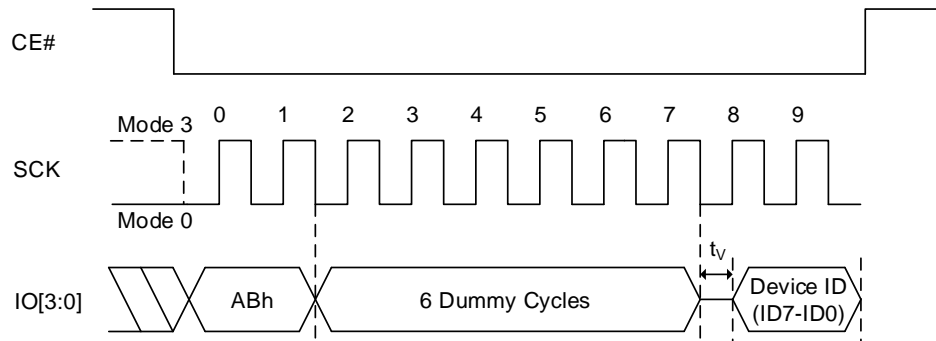 CE#
Mode 3
0 1 2 3 4 5 6 7 8 9
SCK
Mode 0
tV
IO[3:0]
ABh
6 Dummy Cycles
Device ID
(ID7-ID0)